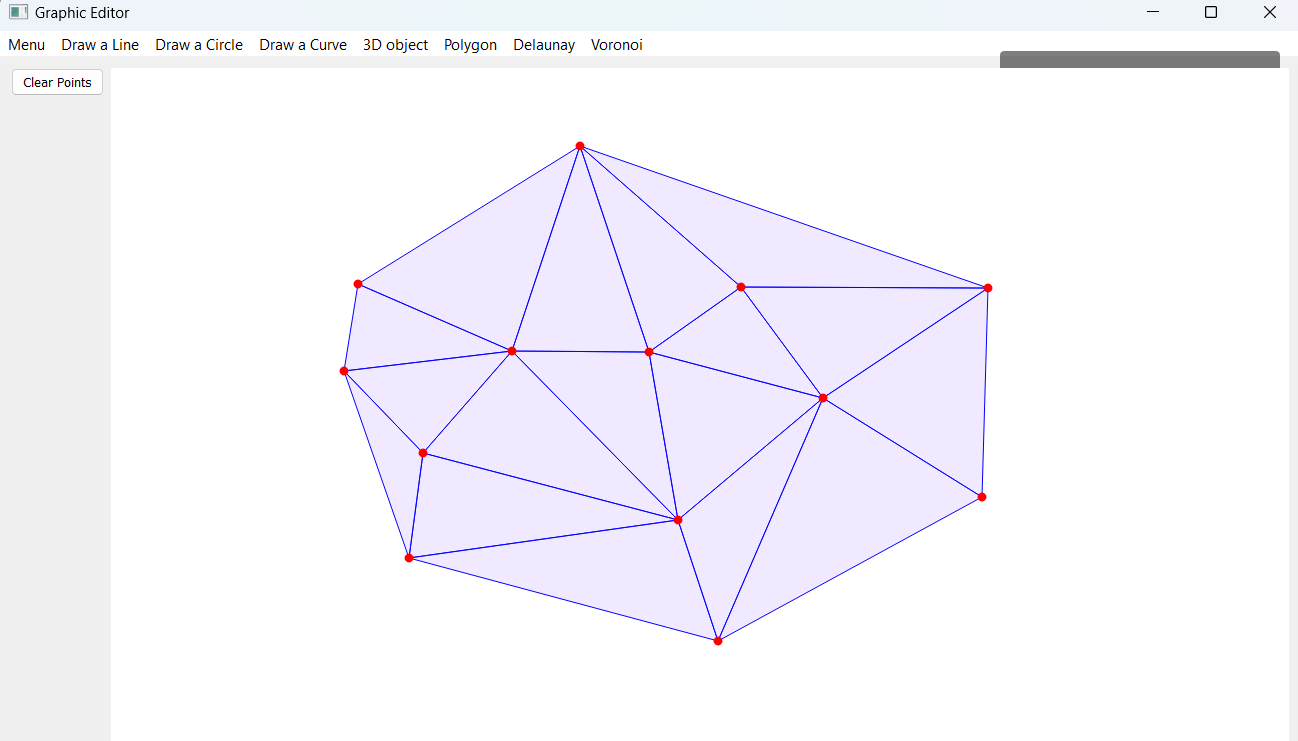 Graphic Editor
Menu Draw a Line Draw a Circle Draw a Curve 3D object Polygon Delaunay Voronoi
Clear Points